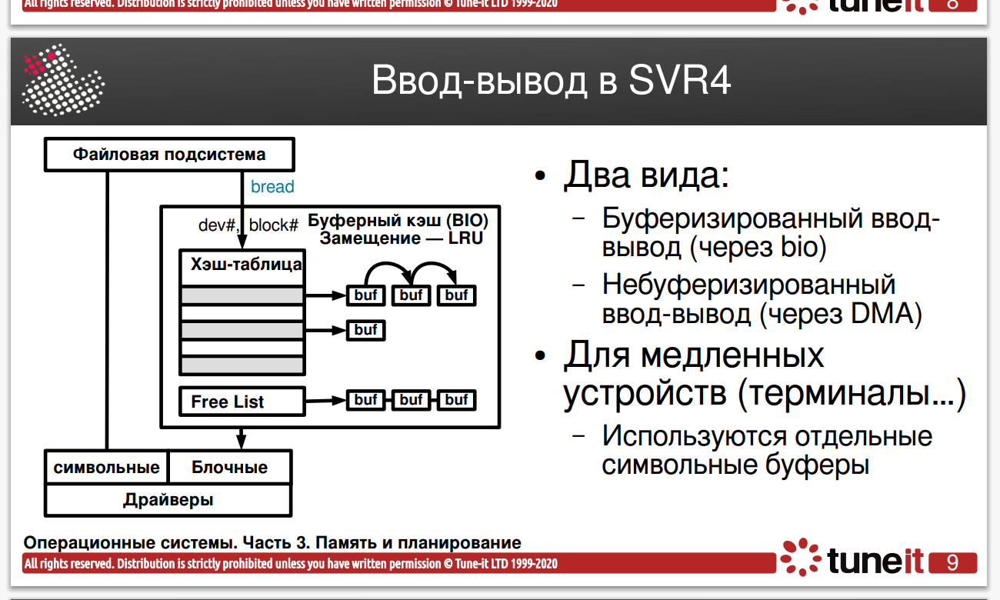 All rights reserved. Distribution is strictly prohibited unless you have written permission © Tune-it LTD 1999-2020
tuneit
8
Ввод-вывод в SVR4
Файловая подсистема
bread
dev#, block#
Буферный кэш (BIO)
Замещение — LRU
Хэш-таблица
buf buf buf
buf
Free List
buf buf buf
символьные Блочные
Драйверы
• Два вида:
– Буферизированный ввод-
вывод (через bio)
– Небуферизированный
ввод-вывод (через DMA)
• Для медленных
устройств (терминалы...)
– Используются отдельные
символьные буферы
Операционные системы. Часть 3. Память и планирование
All rights reserved. Distribution is strictly prohibited unless you have written permission © Tune-it LTD 1999-2020
tuneit
9